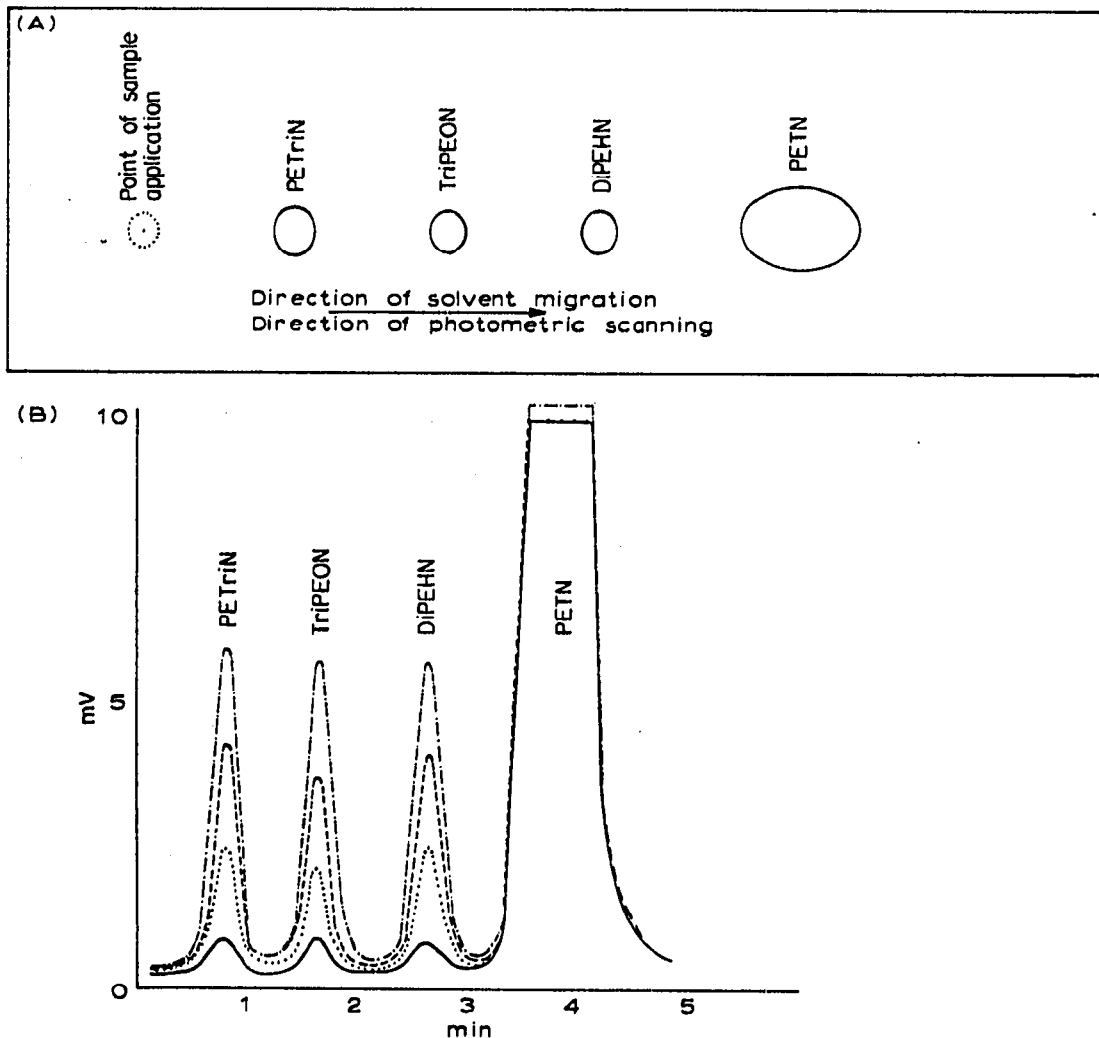 (A)
Point of sample
application
PETriN
TriPEON
DiPEHN
PETN
Direction of solvent migration
Direction of photometric scanning
(B)
10
5
0
mV
PETriN
TriPEON
DiPEHN
PETN
1 2 3 4 5
min